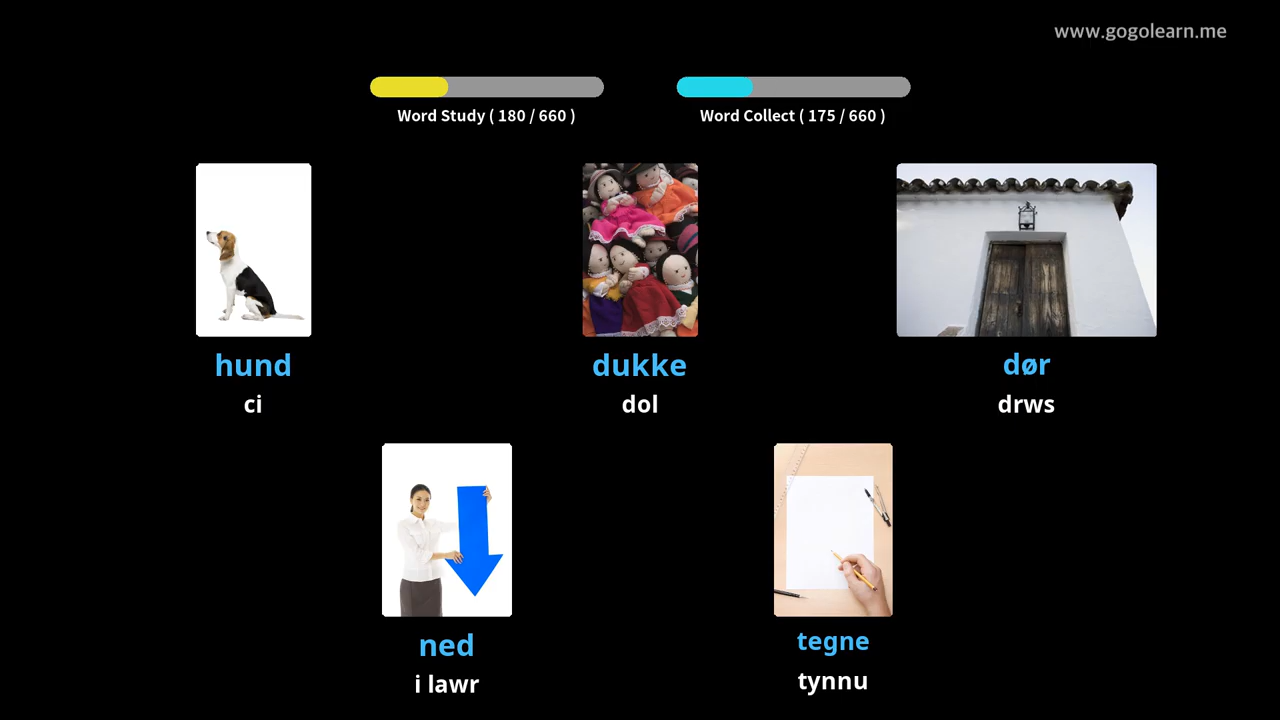 www.gogolearn.me
Word Study ( 180 / 660 )
Word Collect ( 175 / 660 )
hund
ci
dukke
dol
dør
drws
ned
i lawr
tegne
tynnu